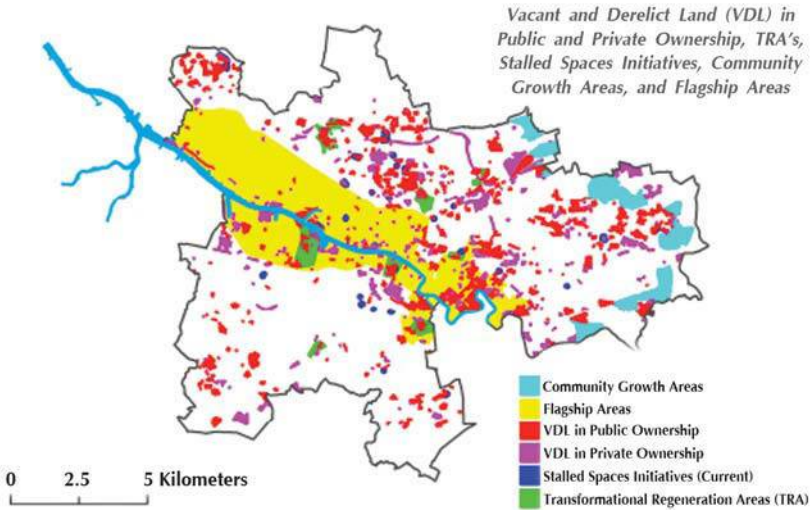 Vacant and Derelict Land (VDL) in
Public and Private Ownership, TRA's,
Stalled Spaces Initiatives, Community
Growth Areas, and Flagship Areas
Community Growth Areas
Flagship Areas
VDL in Public Ownership
VDL in Private Ownership
Stalled Spaces Initiatives (Current)
Transformational Regeneration Areas (TRA)
0 2.5 5 Kilometers